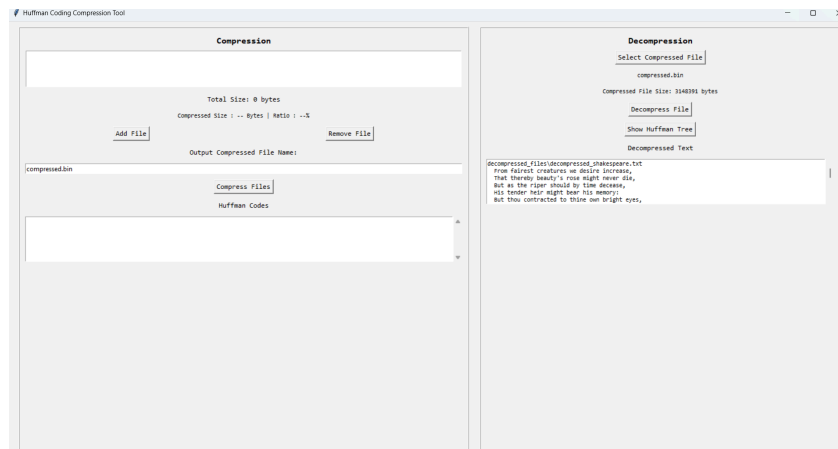 Huffman Coding Compression Tool
Compression
Total Size: 0 bytes
Compressed Size : -- Bytes | Ratio : --%
Add File
Remove File
Output Compressed File Name:
compressed.bin
Compress Files
Huffman Codes
Decompression
Select Compressed File
compressed.bin
Compressed File Size: 3148391 bytes
Decompress File
Show Huffman Tree
Decompressed Text
decompressed_files\decompressed_shakespeare.txt
From fairest creatures we desire increase,
That thereby beauty's rose might never die,
But as the riper should by time decease,
His tender heir might bear his memory:
But thou contracted to thine own bright eyes,